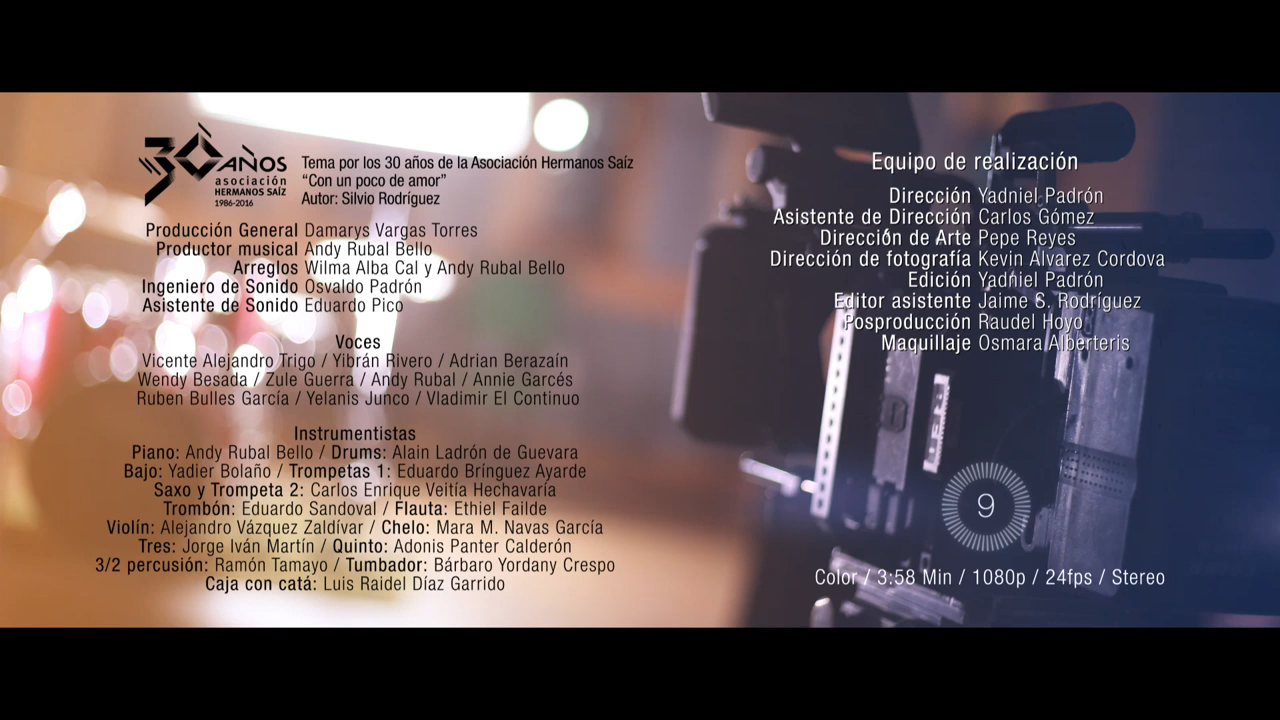 30 AÑOS
asociación
HERMANOS SAÍZ
1986-2016
Tema por los 30 años de la Asociación Hermanos Saíz
“Con un poco de amor”
Autor: Silvio Rodríguez
Producción General Damarys Vargas Torres
Productor musical Andy Rubal Bello
Arreglos Wilma Alba Cal y Andy Rubal Bello
Ingeniero de Sonido Osvaldo Padrón
Asistente de Sonido Eduardo Pico
Voces
Vicente Alejandro Trigo / Yibrán Rivero / Adrian Berazaín
Wendy Besada / Zule Guerra / Andy Rubal / Annie Garcés
Ruben Bulles García / Yelanis Junco / Vladimir El Continuo
Instrumentistas
Piano: Andy Rubal Bello / Drums: Alain Ladrón de Guevara
Bajo: Yadier Bolaño / Trompetas 1: Eduardo Brínguez Ayarde
Saxo y Trompeta 2: Carlos Enrique Veitía Hechavaría
Trombón: Eduardo Sandoval / Flauta: Ethiel Failde
Violín: Alejandro Vázquez Zaldívar / Chelo: Mara M. Navas García
Tres: Jorge Iván Martín / Quinto: Adonis Panter Calderón
3/2 percusión: Ramón Tamayo / Tumbador: Bárbaro Yordany Crespo
Caja con catá: Luis Raidel Díaz Garrido
Equipo de realización
Dirección Yadniel Padrón
Asistente de Dirección Carlos Gómez
Dirección de Arte Pepe Reyes
Dirección de fotografía Kevin Alvarez Cordova
Edición Yadniel Padrón
Editor asistente Jaime S. Rodríguez
Posproducción Raudel Hoyo
Maquillaje Osmara Alberteris
9
Color / 3:58 Min / 1080p / 24fps / Stereo